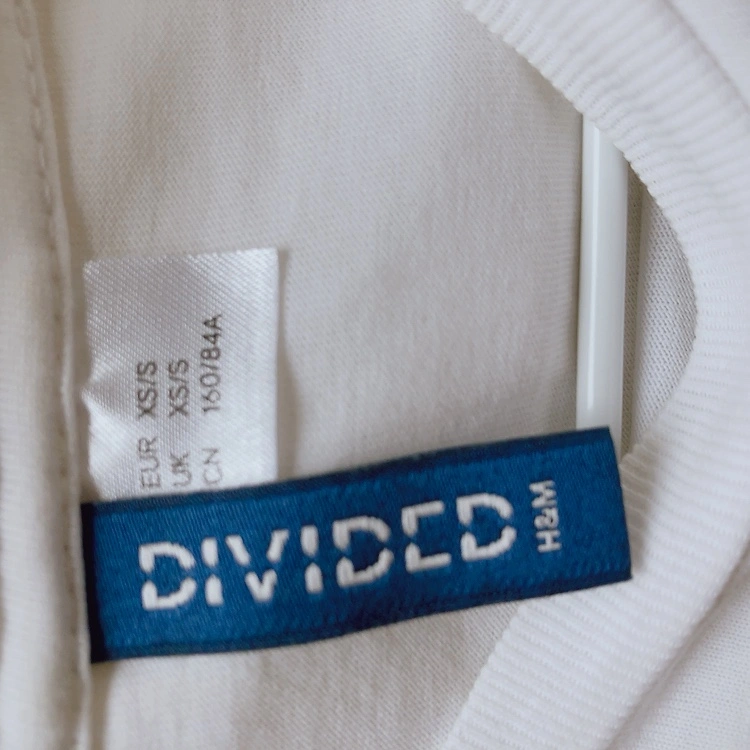 EUR XS/S
UK XS/S
CN 160/84A
DIVIDED
H&M